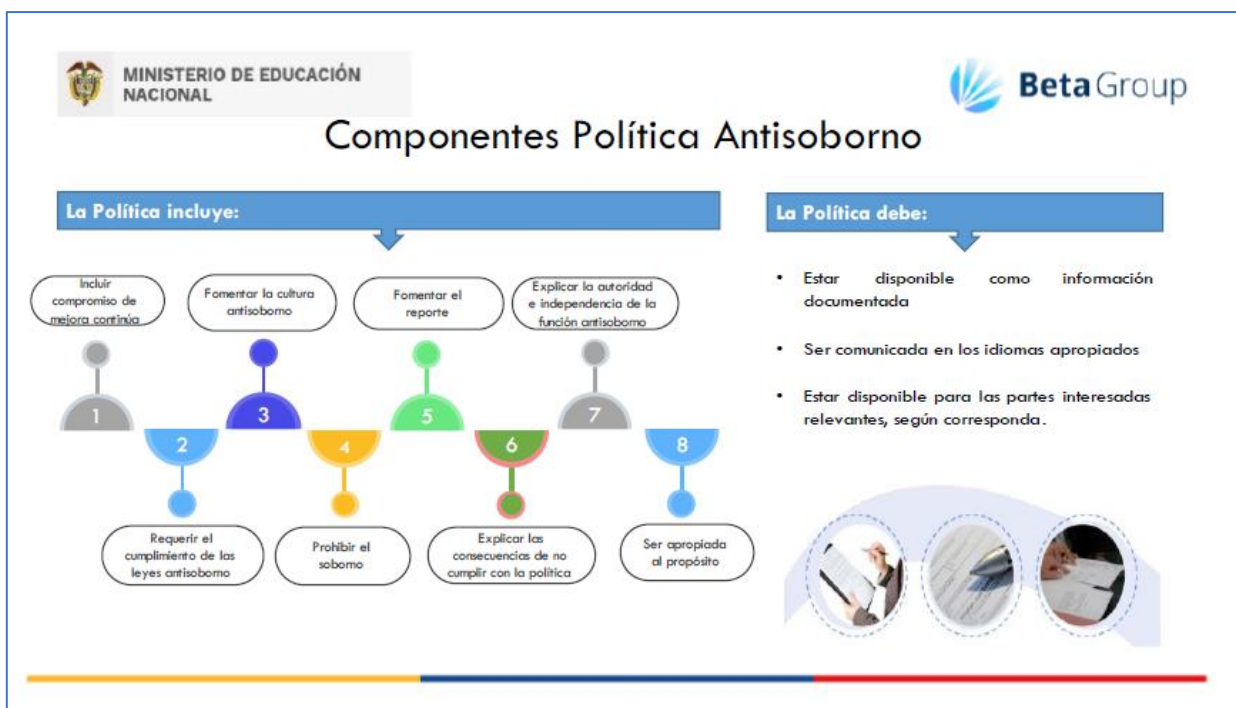 MINISTERIO DE EDUCACIÓN
NACIONAL
Beta Group
Componentes Política Antisoborno
La Política incluye:
Incluir
compromiso de
mejora continúa
Fomentar la cultura
antisoborno
Fomentar el
reporte
Explicar la autoridad
e independencia de la
función antisoborno
1
2
3
4
5
6
7
8
Requerir el
cumplimiento de las
leyes antisoborno
Prohibir el
soborno
Explicar las
consecuencias de no
cumplir con la política
Ser apropiada
al propósito
La Política debe:
• Estar disponible como información
documentada
• Ser comunicada en los idiomas apropiados
• Estar disponible para las partes interesadas
relevantes, según corresponda.